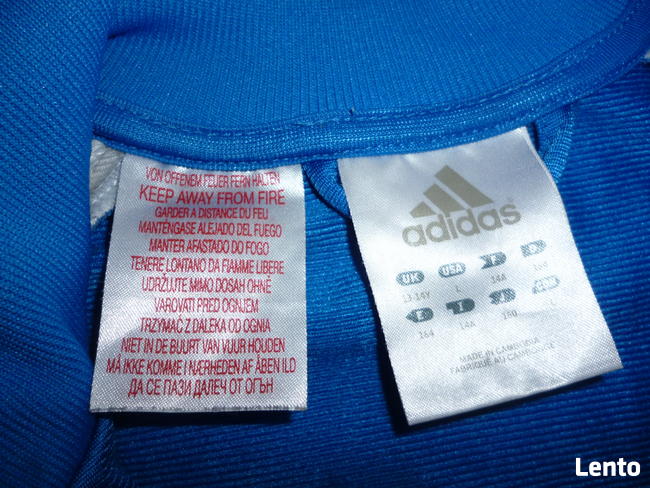 VON OFFENEM FEUER FERN HALTEN
KEEP AWAY FROM FIRE
GARDER A DISTANCE DU FEU
MANTÉNGASE ALEJADO DEL FUEGO
MANTER AFASTADO DO FOGO
TENERE LONTANO DA FIAMME LIBERE
UDRŽUJTE MIMO DOSAH OHNĚ
VAROVATI PRED OGNJEM
TRZYMAĆ Z DALEKA OD OGNIA
NIET IN DE BUURT VAN VUUR HOUDEN
MÅ IKKE KOMME I NÆRHEDEN AF ÅBEN ILD
ДА СЕ ПАЗИ ДАЛЕЧ ОТ ОГЪН
adidas
UK USA F D
13-14Y L 14A 164
E I J
164 14A 160 L
MADE IN CAMBODIA
FABRIQUÉ AU CAMBODGE
Lento